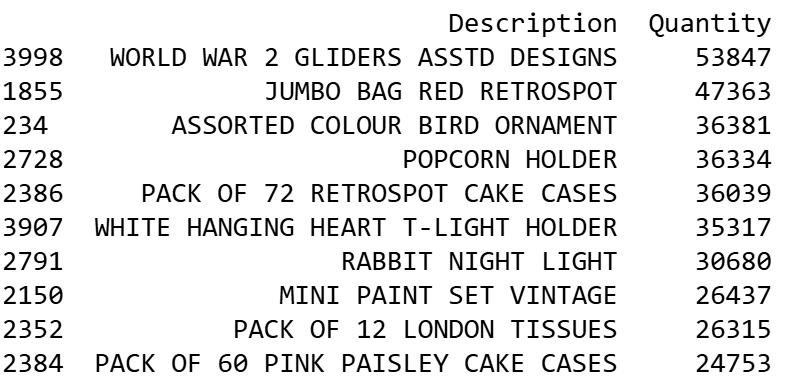 Description Quantity
3998 WORLD WAR 2 GLIDERS ASSTD DESIGNS 53847
1855 JUMBO BAG RED RETROSPOT 47363
234 ASSORTED COLOUR BIRD ORNAMENT 36381
2728 POPCORN HOLDER 36334
2386 PACK OF 72 RETROSPOT CAKE CASES 36039
3907 WHITE HANGING HEART T-LIGHT HOLDER 35317
2791 RABBIT NIGHT LIGHT 30680
2150 MINI PAINT SET VINTAGE 26437
2352 PACK OF 12 LONDON TISSUES 26315
2384 PACK OF 60 PINK PAISLEY CAKE CASES 24753